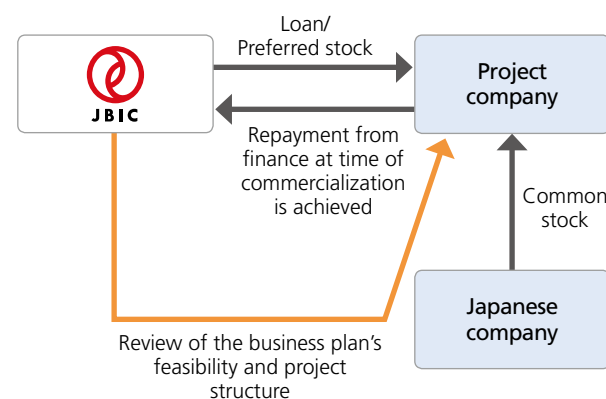 Loan/
Preferred stock
JBIC
Project
company
Repayment from
finance at time of
commercialization
is achieved
Common
stock
Japanese
company
Review of the business plan's
feasibility and project
structure